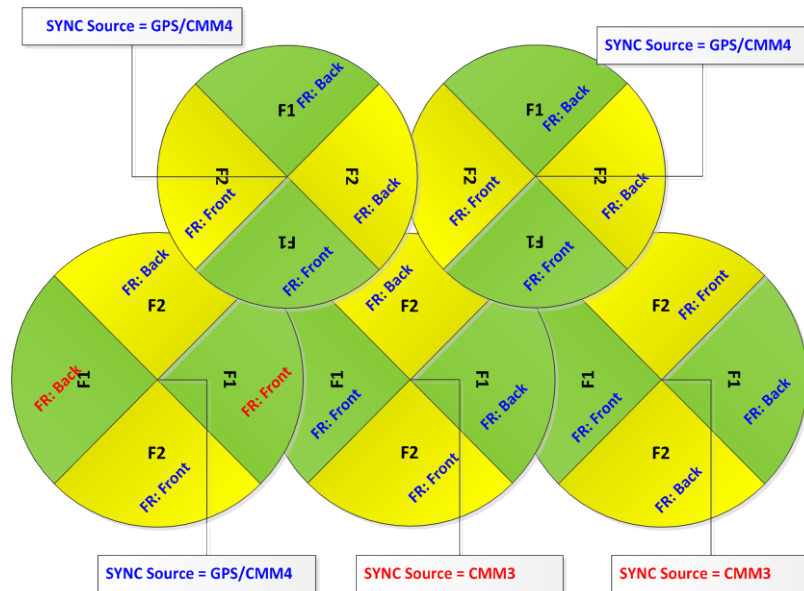 SYNC Source = GPS/CMM4
SYNC Source = GPS/CMM4
F1
FR: Back
F2
FR: Front
F2
FR: Back
F1
FR: Front
F1
FR: Back
F2
FR: Front
F2
FR: Back
F1
FR: Front
FR: Back
F2
F1
FR: Back
F1
FR: Front
F2
FR: Front
FR: Back
F2
F1
FR: Front
F1
FR: Back
F2
FR: Front
F2
FR: Front
F1
FR: Front
F1
FR: Back
F2
FR: Back
SYNC Source = GPS/CMM4
SYNC Source = CMM3
SYNC Source = CMM3